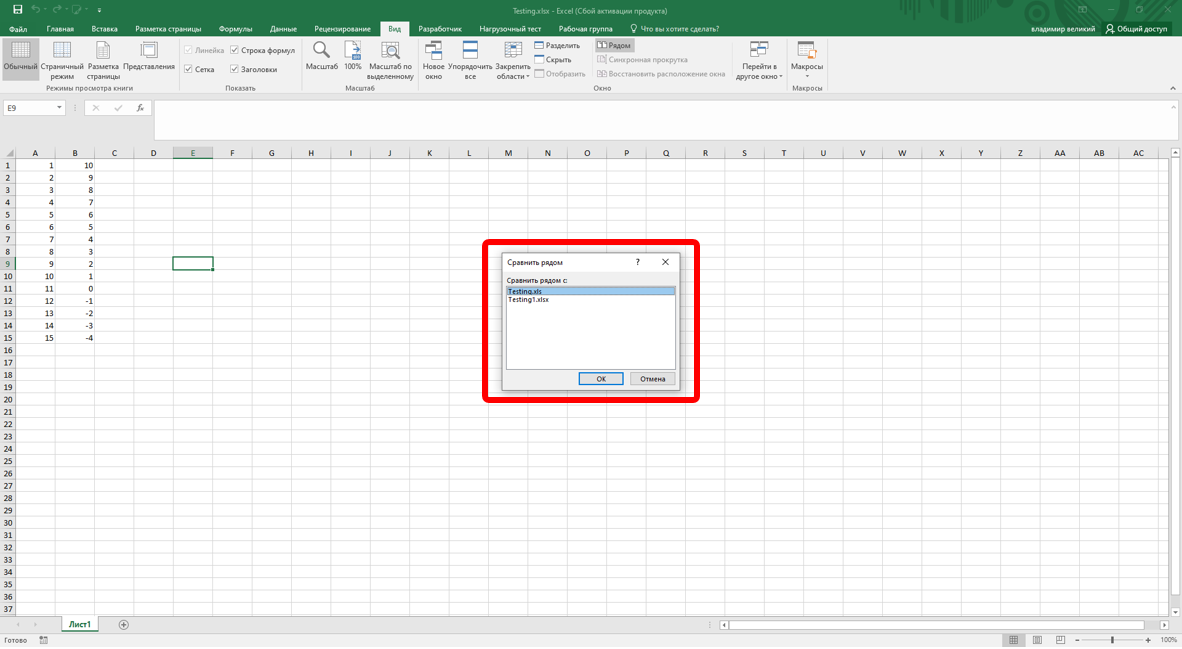 Testing.xlsx - Excel (Сбой активации продукта)
Файл Главная Вставка Разметка страницы Формулы Данные Рецензирование Вид Разработчик Нагрузочный тест Рабочая группа Что вы хотите сделать? владимир великий Общий доступ
Обычный
Страничный режим
Разметка страницы
Представления
Режимы просмотра книги
Линейка
Строка формул
Сетка
Заголовки
Показать
Масштаб
100%
Масштаб по выделенному
Масштаб
Новое окно
Упорядочить все
Закрепить области
Разделить
Скрыть
Отобразить
Рядом
Синхронная прокрутка
Восстановить расположение окна
Окно
Перейти в другое окно
Макросы
Макросы
E9
fx
A B C D E F G H I J K L M N O P Q R S T U V W X Y Z AA AB AC
1 1 10
2 2 9
3 3 8
4 4 7
5 5 6
6 6 5
7 7 4
8 8 3
9 9 2
10 10 1
11 11 0
12 12 -1
13 13 -2
14 14 -3
15 15 -4
16
17
18
19
20
21
22
23
24
25
26
27
28
29
30
31
32
33
34
35
36
37
Сравнить рядом ?
Сравнить рядом с:
Testing.xls
Testing1.xlsx
ОК Отмена
Лист1
Готово
100%